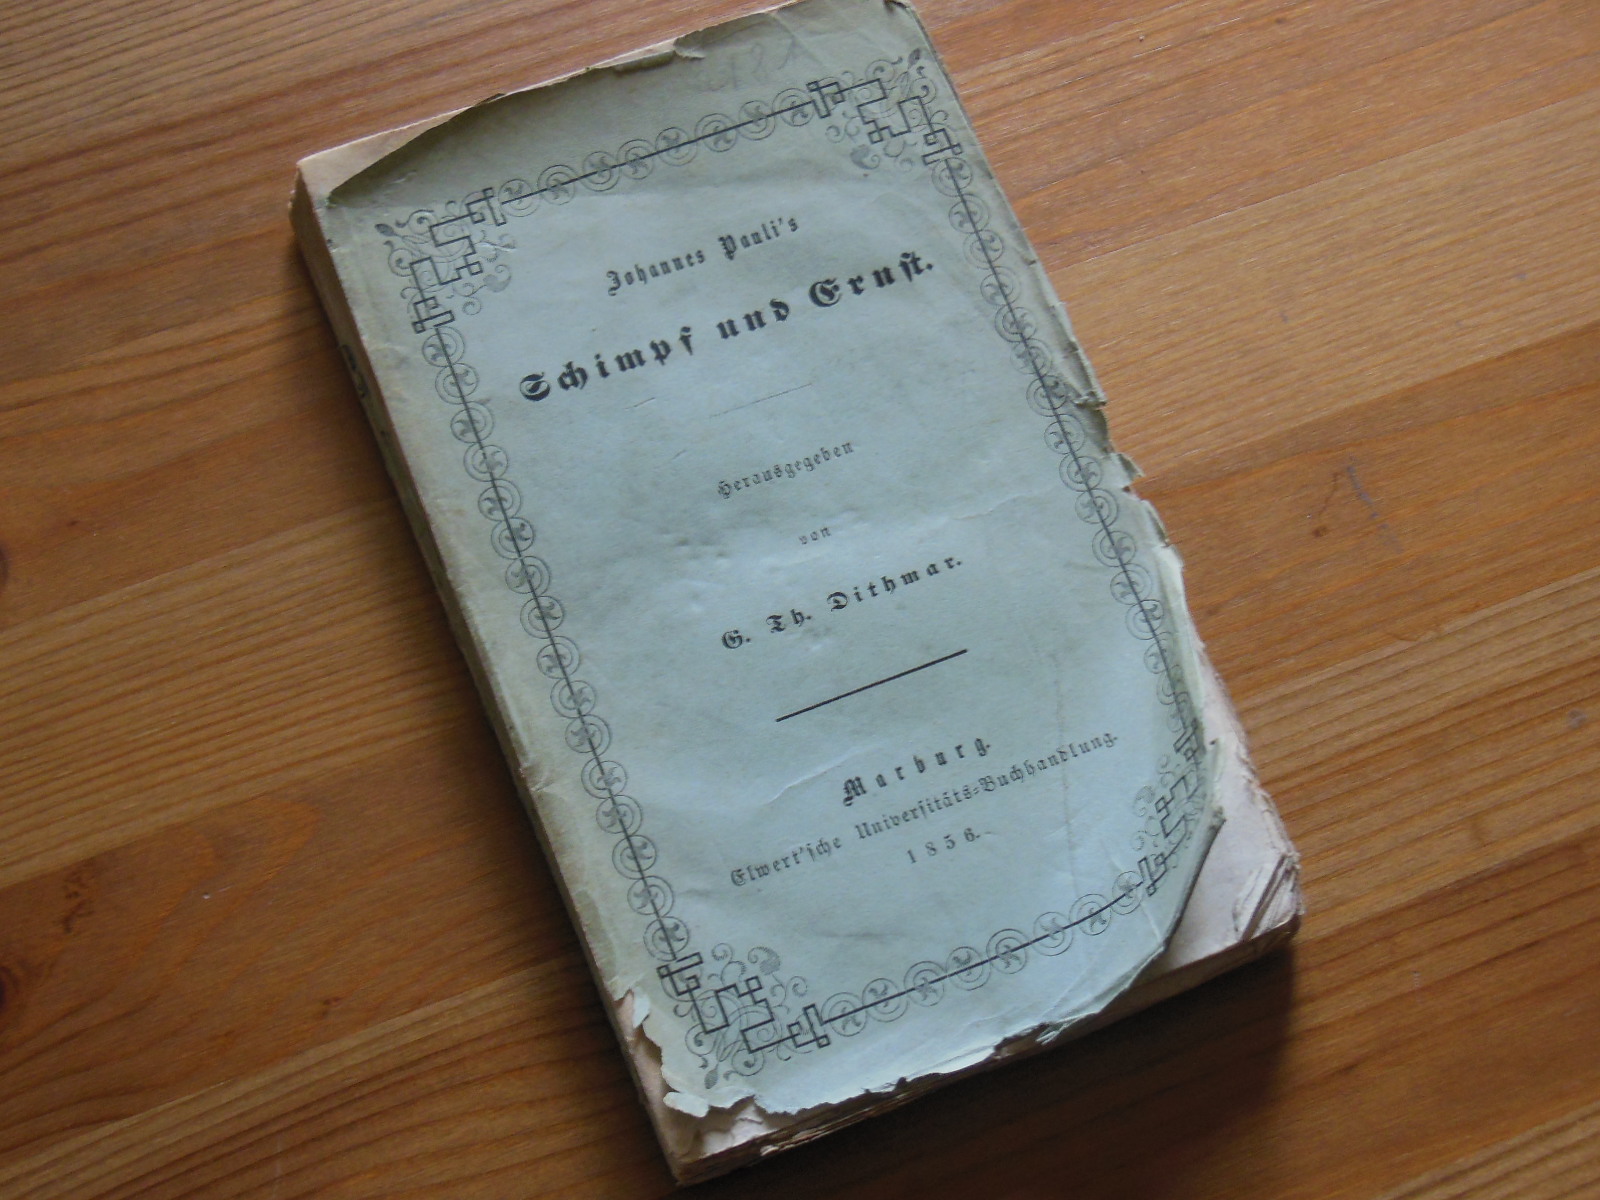 Johannes Pauli's
Schimpf und Ernst.
Herausgegeben
von
G. Th. Dithmar.
Marburg.
Elwert'sche Universitäts-Buchhandlung.
1856.